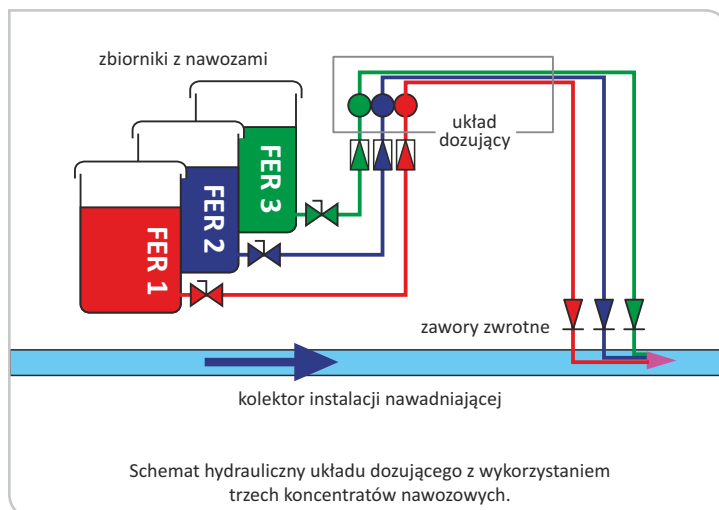 zbiorniki z nawozami
FER 1
FER 2
FER 3
układ
dozujący
zawory zwrotne
kolektor instalacji nawadniającej
Schemat hydrauliczny układu dozującego z wykorzystaniem
trzech koncentratów nawozowych.